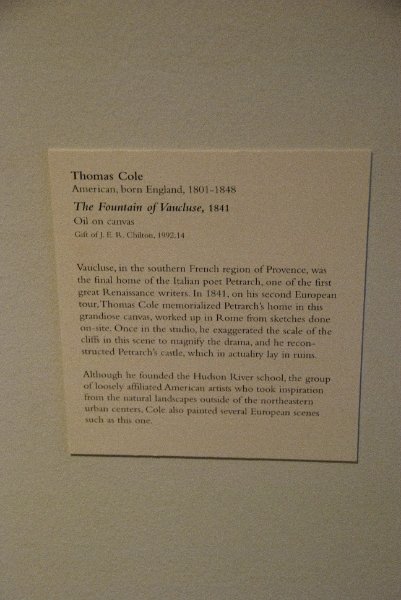 Thomas Cole
American, born England, 1801-1848
The Fountain of Vaucluse, 1841
Oil on canvas
Gift of J. E. R. Chilton, 1992.14
Vaucluse, in the southern French region of Provence, was
the final home of the Italian poet Petrarch, one of the first
great Renaissance writers. In 1841, on his second European
tour, Thomas Cole memorialized Petrarch's home in this
grandiose canvas, worked up in Rome from sketches done
on-site. Once in the studio, he exaggerated the scale of the
cliffs in this scene to magnify the drama, and he recon-
structed Petrarch's castle, which in actuality lay in ruins.
Although he founded the Hudson River school, the group
of loosely affiliated American artists who took inspiration
from the natural landscapes outside of the northeastern
urban centers, Cole also painted several European scenes
such as this one.